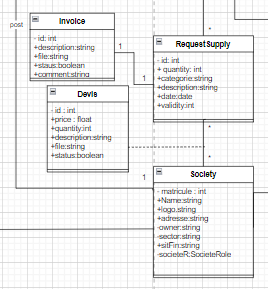 post
Invoice
- id: int
+description:string
+file:string
+staus:boolean
+comment:string
1
1
*
RequestSupply
- id: int
+ quantity: int
+categorie:string
+description:string
+date:date
+validity:int
Devis
- id : int
+price : float
+quantity:int
+description:string
+file:string
+status:boolean
*
*
1
Society
- matricule : int
+Name:string
+logo:string
+adresse:string
-owner:string
-sector:string
+sitFin:string
-societeR:SocieteRole